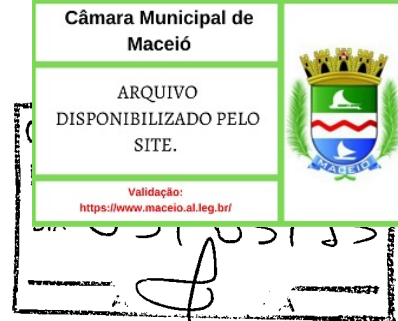 Câmara Municipal de
Maceió
ARQUIVO
DISPONIBILIZADO PELO
SITE.
Validação:
https://www.maceio.al.leg.br/
MACEIÓ